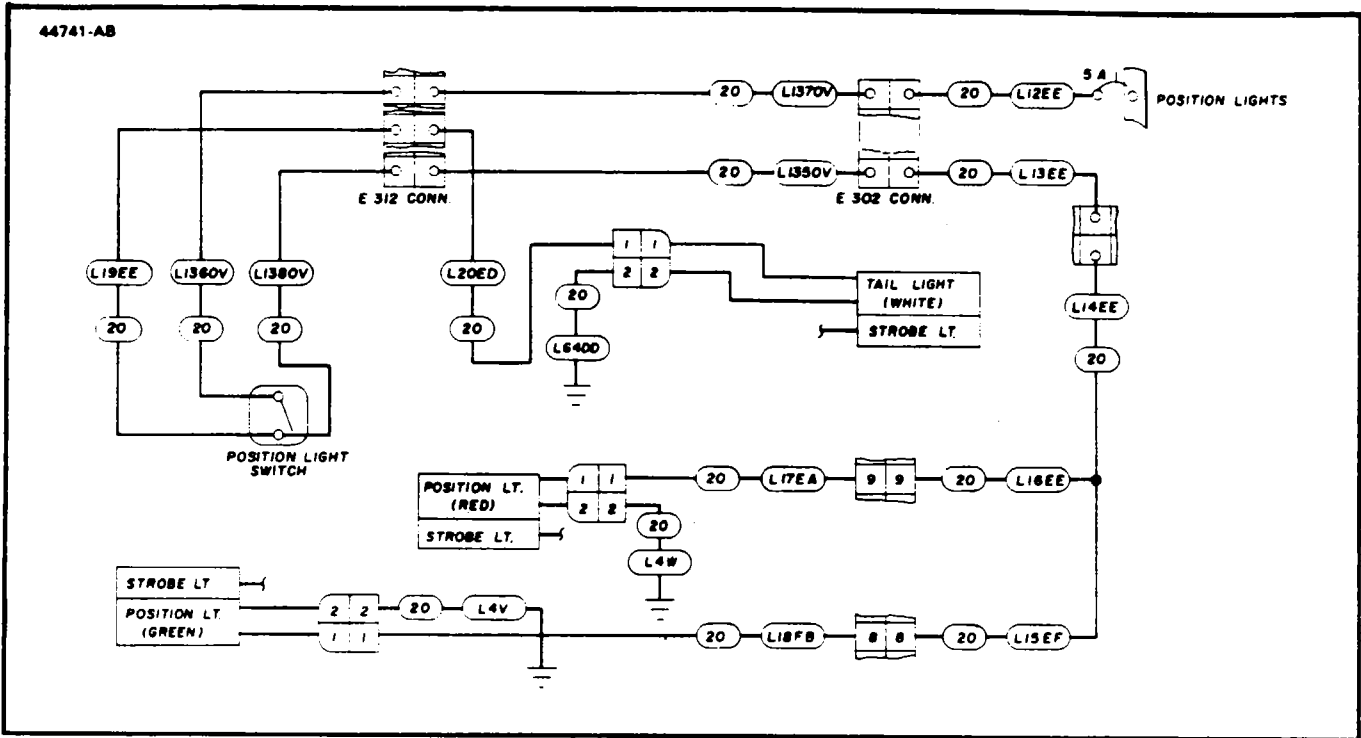 44741-AB
5 A
20 L1370V 20 L12EE
POSITION LIGHTS
20 L1350V 20 L13EE
E 312 CONN.
E 302 CONN.
L19EE L1360V L1380V L20ED
20 20 20 20
1 1
2 2
20
L64DD
TAIL LIGHT
(WHITE)
STROBE LT.
L14EE
20
POSITION LIGHT
SWITCH
POSITION LT.
(RED)
STROBE LT.
1 1
2 2
20 L17EA 9 9 20 L16EE
20
L4W
STROBE LT
POSITION LT.
(GREEN)
2 2 20 L4V
1 1
20 L18FB 8 8 20 L15EF